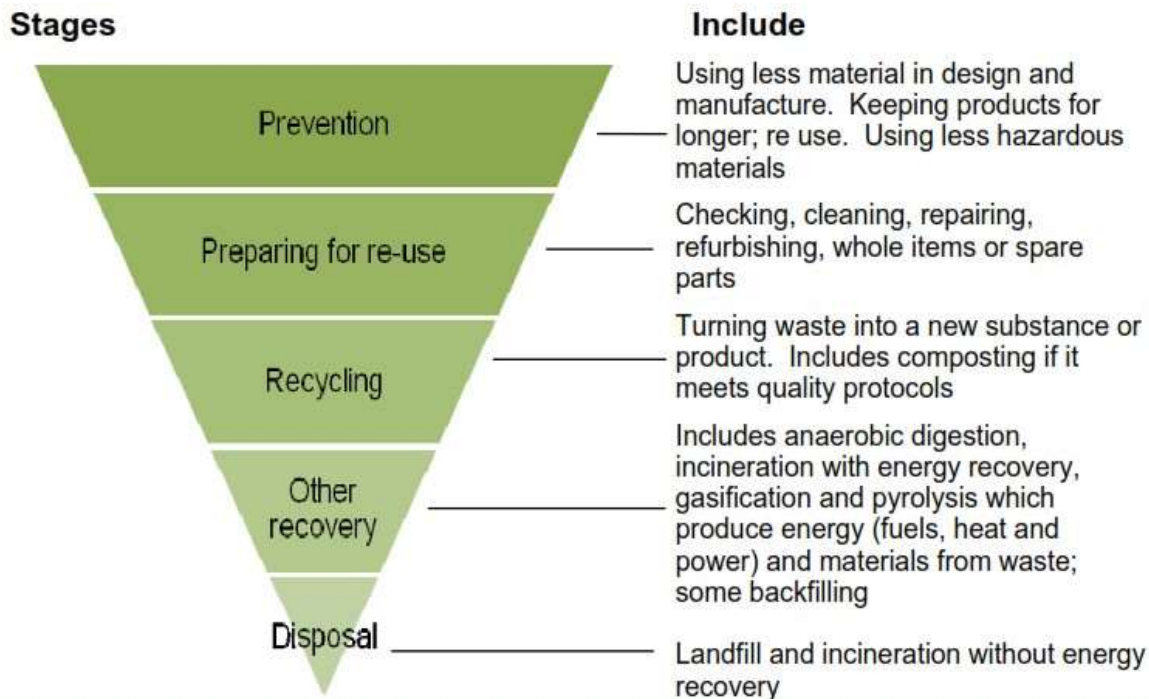 Stages
Include
Prevention
Using less material in design and
manufacture. Keeping products for
longer; re use. Using less hazardous
materials
Preparing for re-use
Checking, cleaning, repairing,
refurbishing, whole items or spare
parts
Recycling
Turning waste into a new substance or
product. Includes composting if it
meets quality protocols
Other
recovery
Includes anaerobic digestion,
incineration with energy recovery,
gasification and pyrolysis which
produce energy (fuels, heat and
power) and materials from waste;
some backfilling
Disposal
Landfill and incineration without energy
recovery